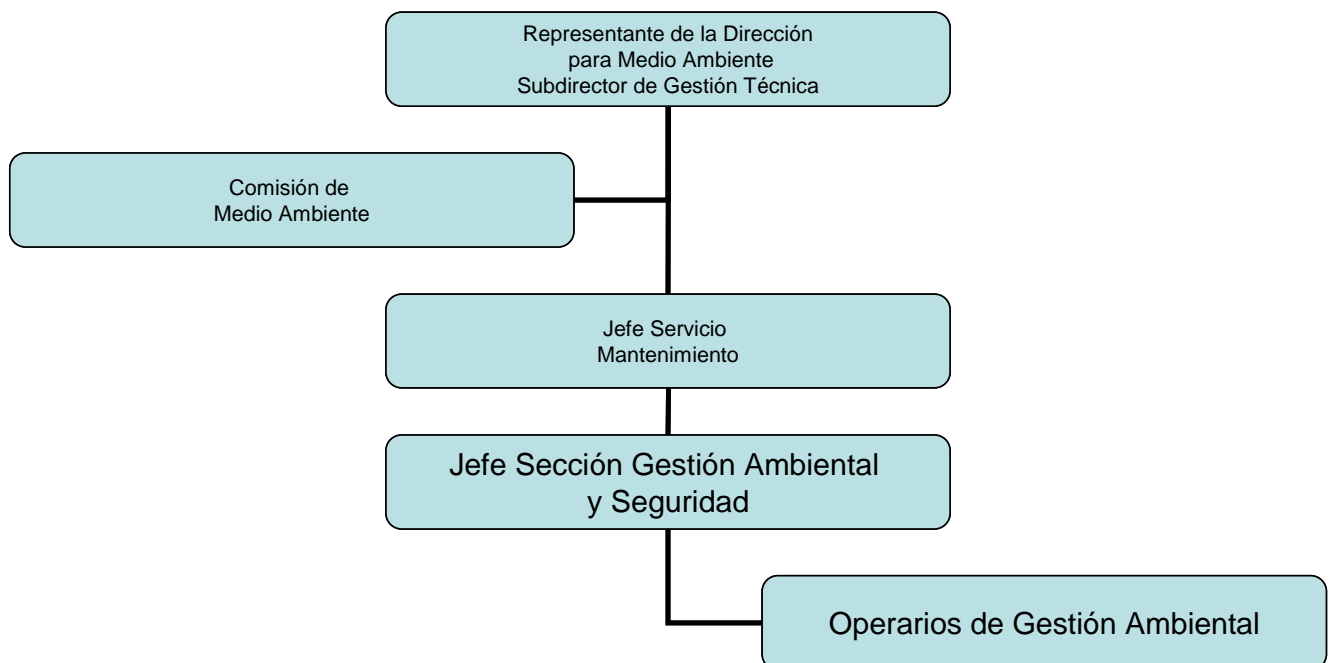 Representante de la Dirección
para Medio Ambiente
Subdirector de Gestión Técnica
Comisión de
Medio Ambiente
Jefe Servicio
Mantenimiento
Jefe Sección Gestión Ambiental
y Seguridad
Operarios de Gestión Ambiental